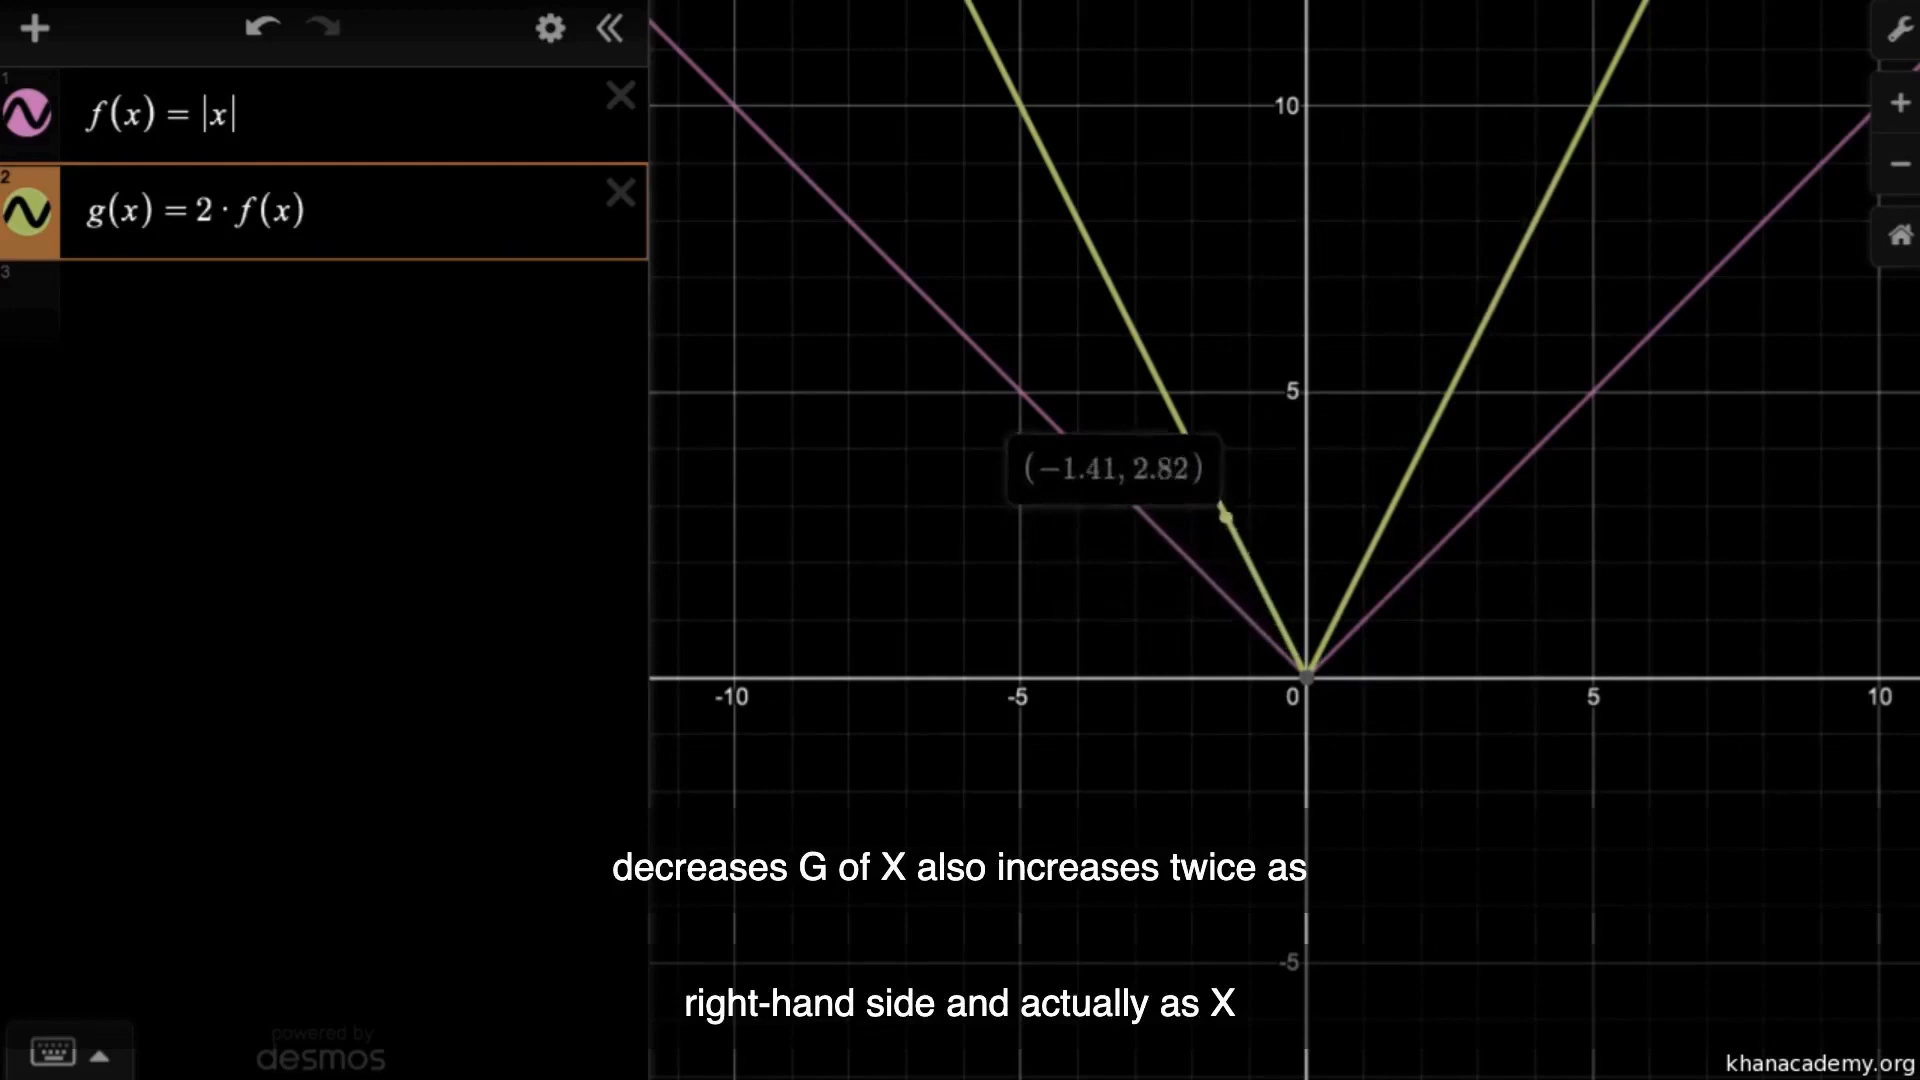 1
f(x) = |x|
2
g(x) = 2 · f(x)
3
10
5
(−1.41, 2.82)
-10
-5
0
5
10
decreases G of X also increases twice as
-5
right-hand side and actually as X
powered by
desmos
khanacademy.org